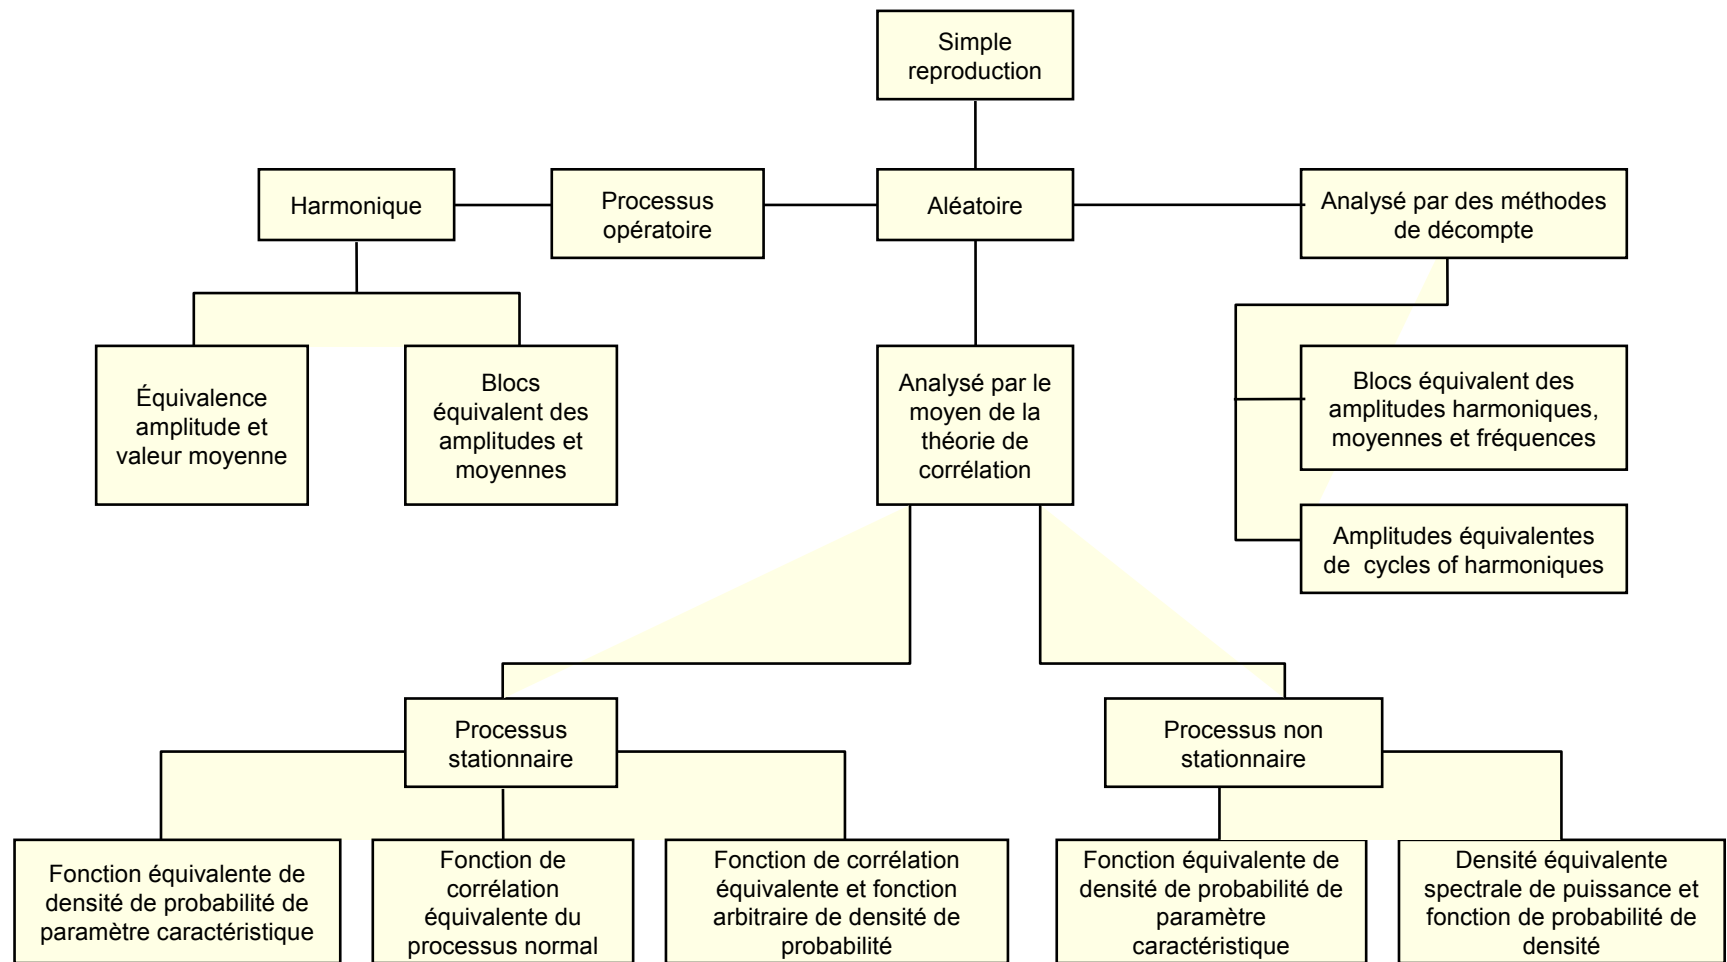 Simple
reproduction
Harmonique
Processus
opératoire
Aléatoire
Analysé par des méthodes
de décompte
Équivalence
amplitude et
valeur moyenne
Blocs
équivalent des
amplitudes et
moyennes
Analysé par le
moyen de la
théorie de
corrélation
Blocs équivalent des
amplitudes harmoniques,
moyennes et fréquences
Amplitudes équivalentes
de cycles of harmoniques
Processus
stationnaire
Processus non
stationnaire
Fonction équivalente de
densité de probabilité de
paramètre caractéristique
Fonction de
corrélation
équivalente du
processus normal
Fonction de corrélation
équivalente et fonction
arbitraire de densité de
probabilité
Fonction équivalente de
densité de probabilité de
paramètre
caractéristique
Densité équivalente
spectrale de puissance et
fonction de probabilité de
densité